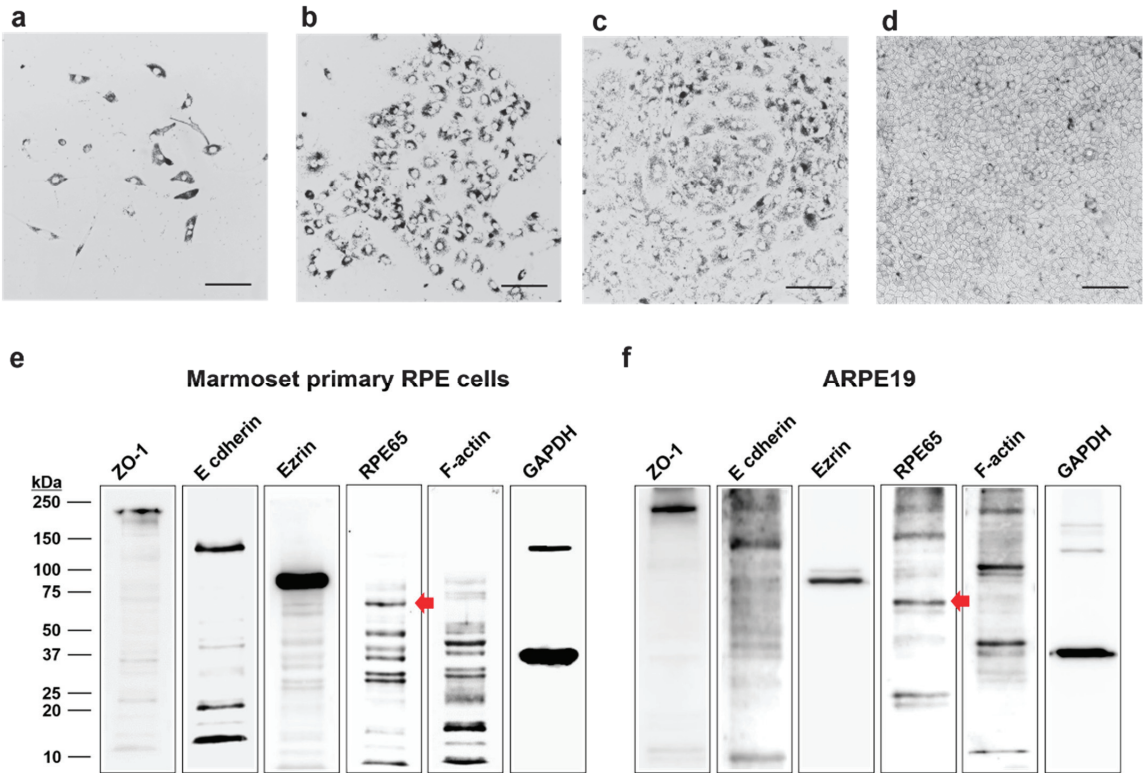 a
b
c
d
e
f
Marmoset primary RPE cells
ARPE19
ZO-1
E cdherin
Ezrin
RPE65
F-actin
GAPDH
ZO-1
E cdherin
Ezrin
RPE65
F-actin
GAPDH
kDa
250
150
100
75
50
37
25
20
10